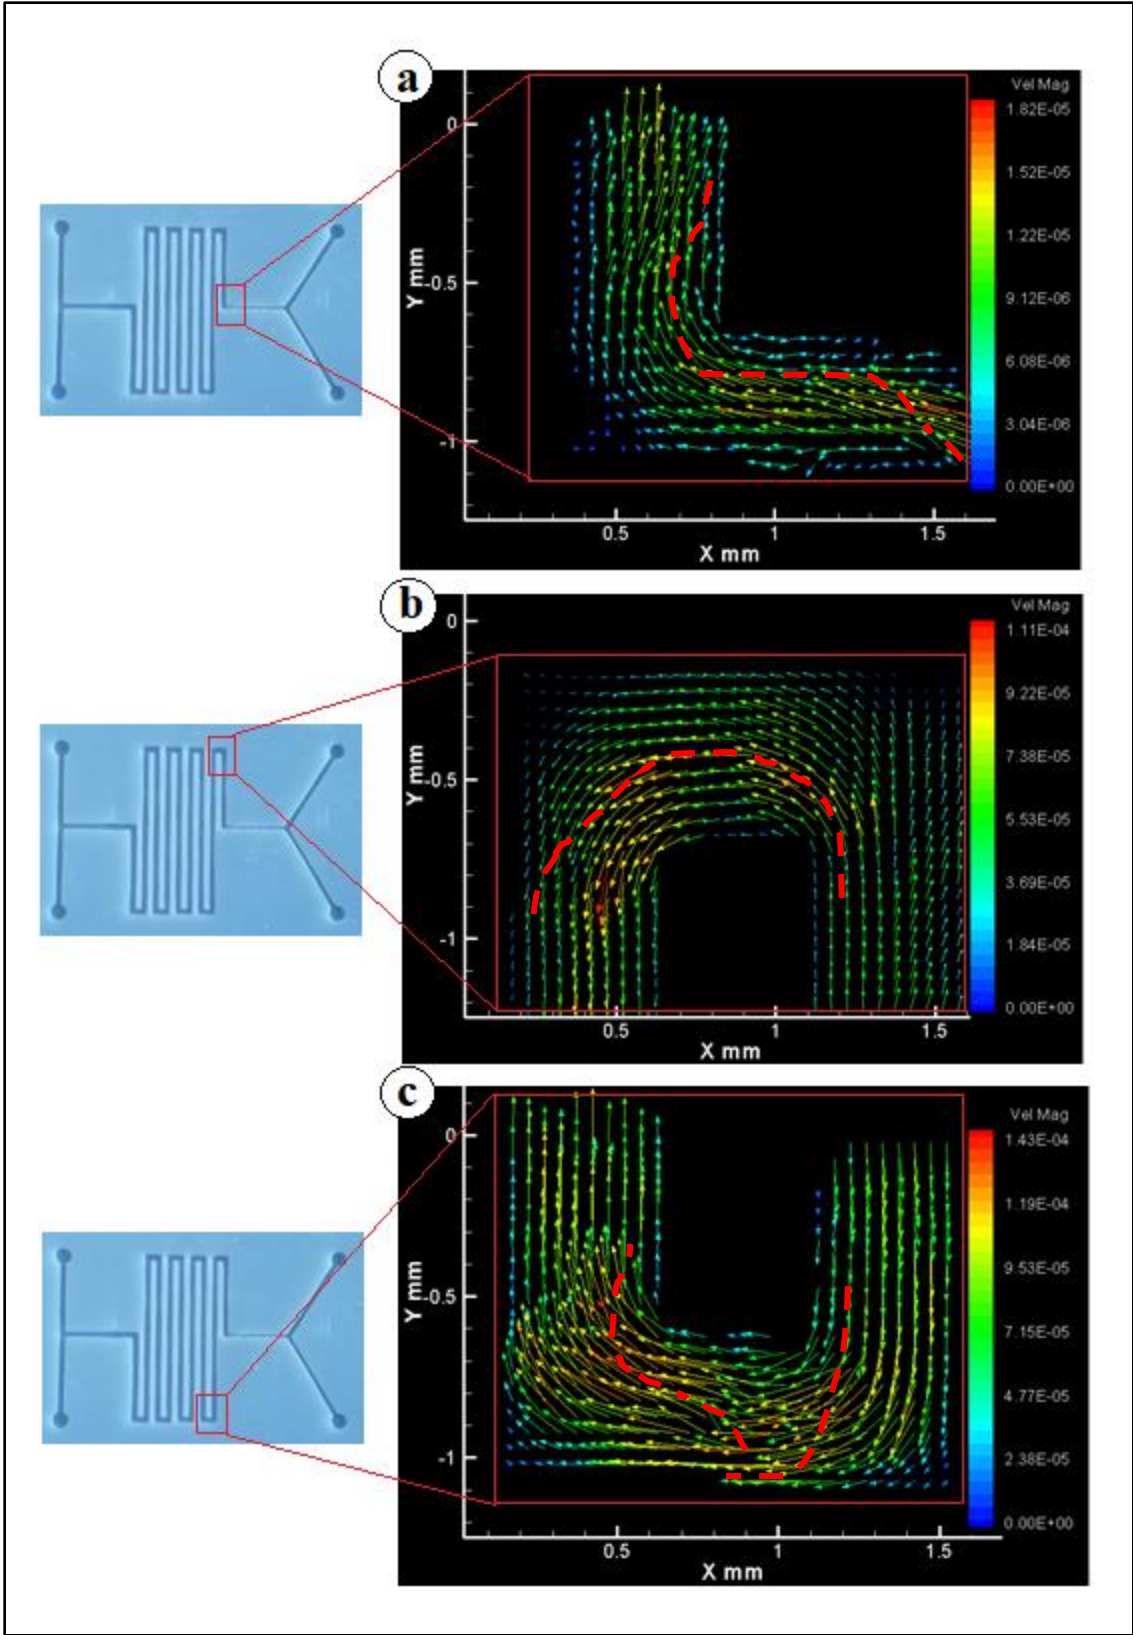 a
Vel Mag
1.82E-05
1.52E-05
1.22E-05
9.12E-06
6.08E-06
3.04E-06
0.00E+00
0
-0.5
-1
Y mm
0.5
1
1.5
X mm
b
Vel Mag
1.11E-04
9.22E-05
7.38E-05
5.53E-05
3.69E-05
1.84E-05
0.00E+00
0
-0.5
-1
Y mm
0.5
1
1.5
X mm
c
Vel Mag
1.43E-04
1.19E-04
9.53E-05
7.15E-05
4.77E-05
2.38E-05
0.00E+00
0
-0.5
-1
Y mm
0.5
1
1.5
X mm